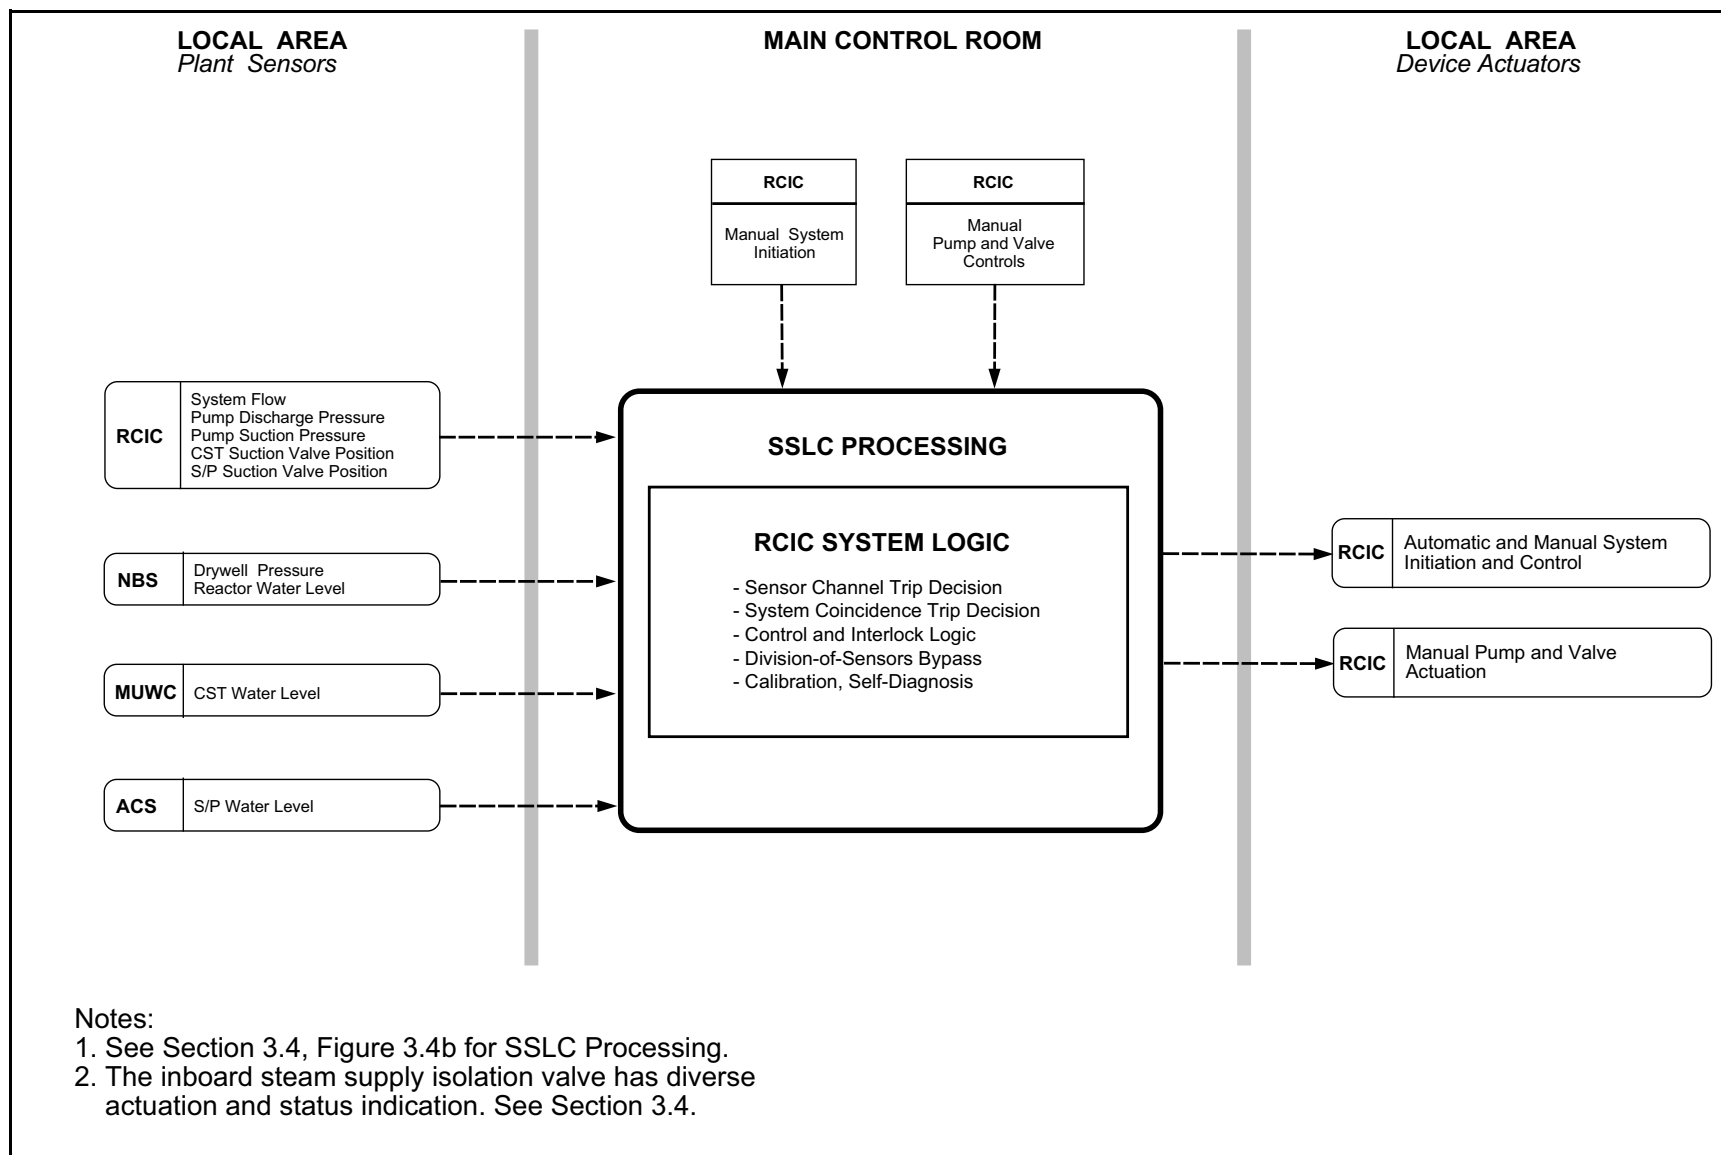 LOCAL AREA
Plant Sensors
MAIN CONTROL ROOM
LOCAL AREA
Device Actuators
RCIC
Manual System
Initiation
RCIC
Manual
Pump and Valve
Controls
RCIC
System Flow
Pump Discharge Pressure
Pump Suction Pressure
CST Suction Valve Position
S/P Suction Valve Position
NBS
Drywell Pressure
Reactor Water Level
MUWC
CST Water Level
ACS
S/P Water Level
SSLC PROCESSING
RCIC SYSTEM LOGIC
- Sensor Channel Trip Decision
- System Coincidence Trip Decision
- Control and Interlock Logic
- Division-of-Sensors Bypass
- Calibration, Self-Diagnosis
RCIC
Automatic and Manual System
Initiation and Control
RCIC
Manual Pump and Valve
Actuation
Notes:
1. See Section 3.4, Figure 3.4b for SSLC Processing.
2. The inboard steam supply isolation valve has diverse
actuation and status indication. See Section 3.4.